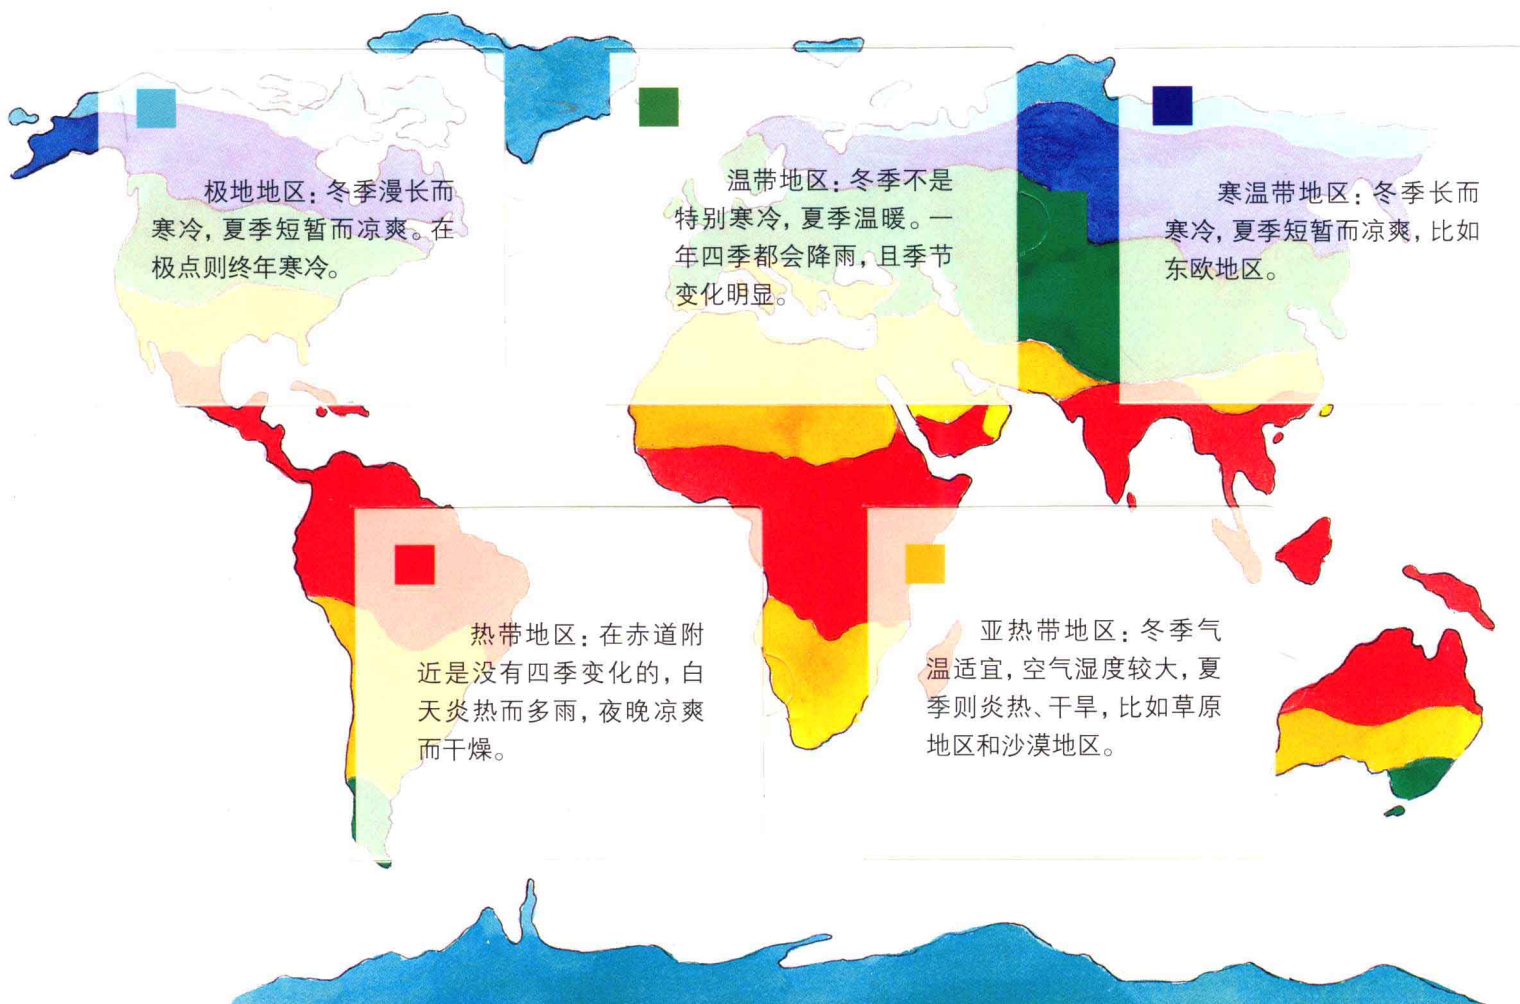 极地地区：冬季漫长而
寒冷，夏季短暂而凉爽。在
极点则终年寒冷。
温带地区：冬季不是
特别寒冷，夏季温暖。一
年四季都会降雨，且季节
变化明显。
寒温带地区：冬季长而
寒冷，夏季短暂而凉爽，比如
东欧地区。
热带地区：在赤道附
近是没有四季变化的，白
天炎热而多雨，夜晚凉爽
而干燥。
亚热带地区：冬季气
温适宜，空气湿度较大，夏
季则炎热、干旱，比如草原
地区和沙漠地区。